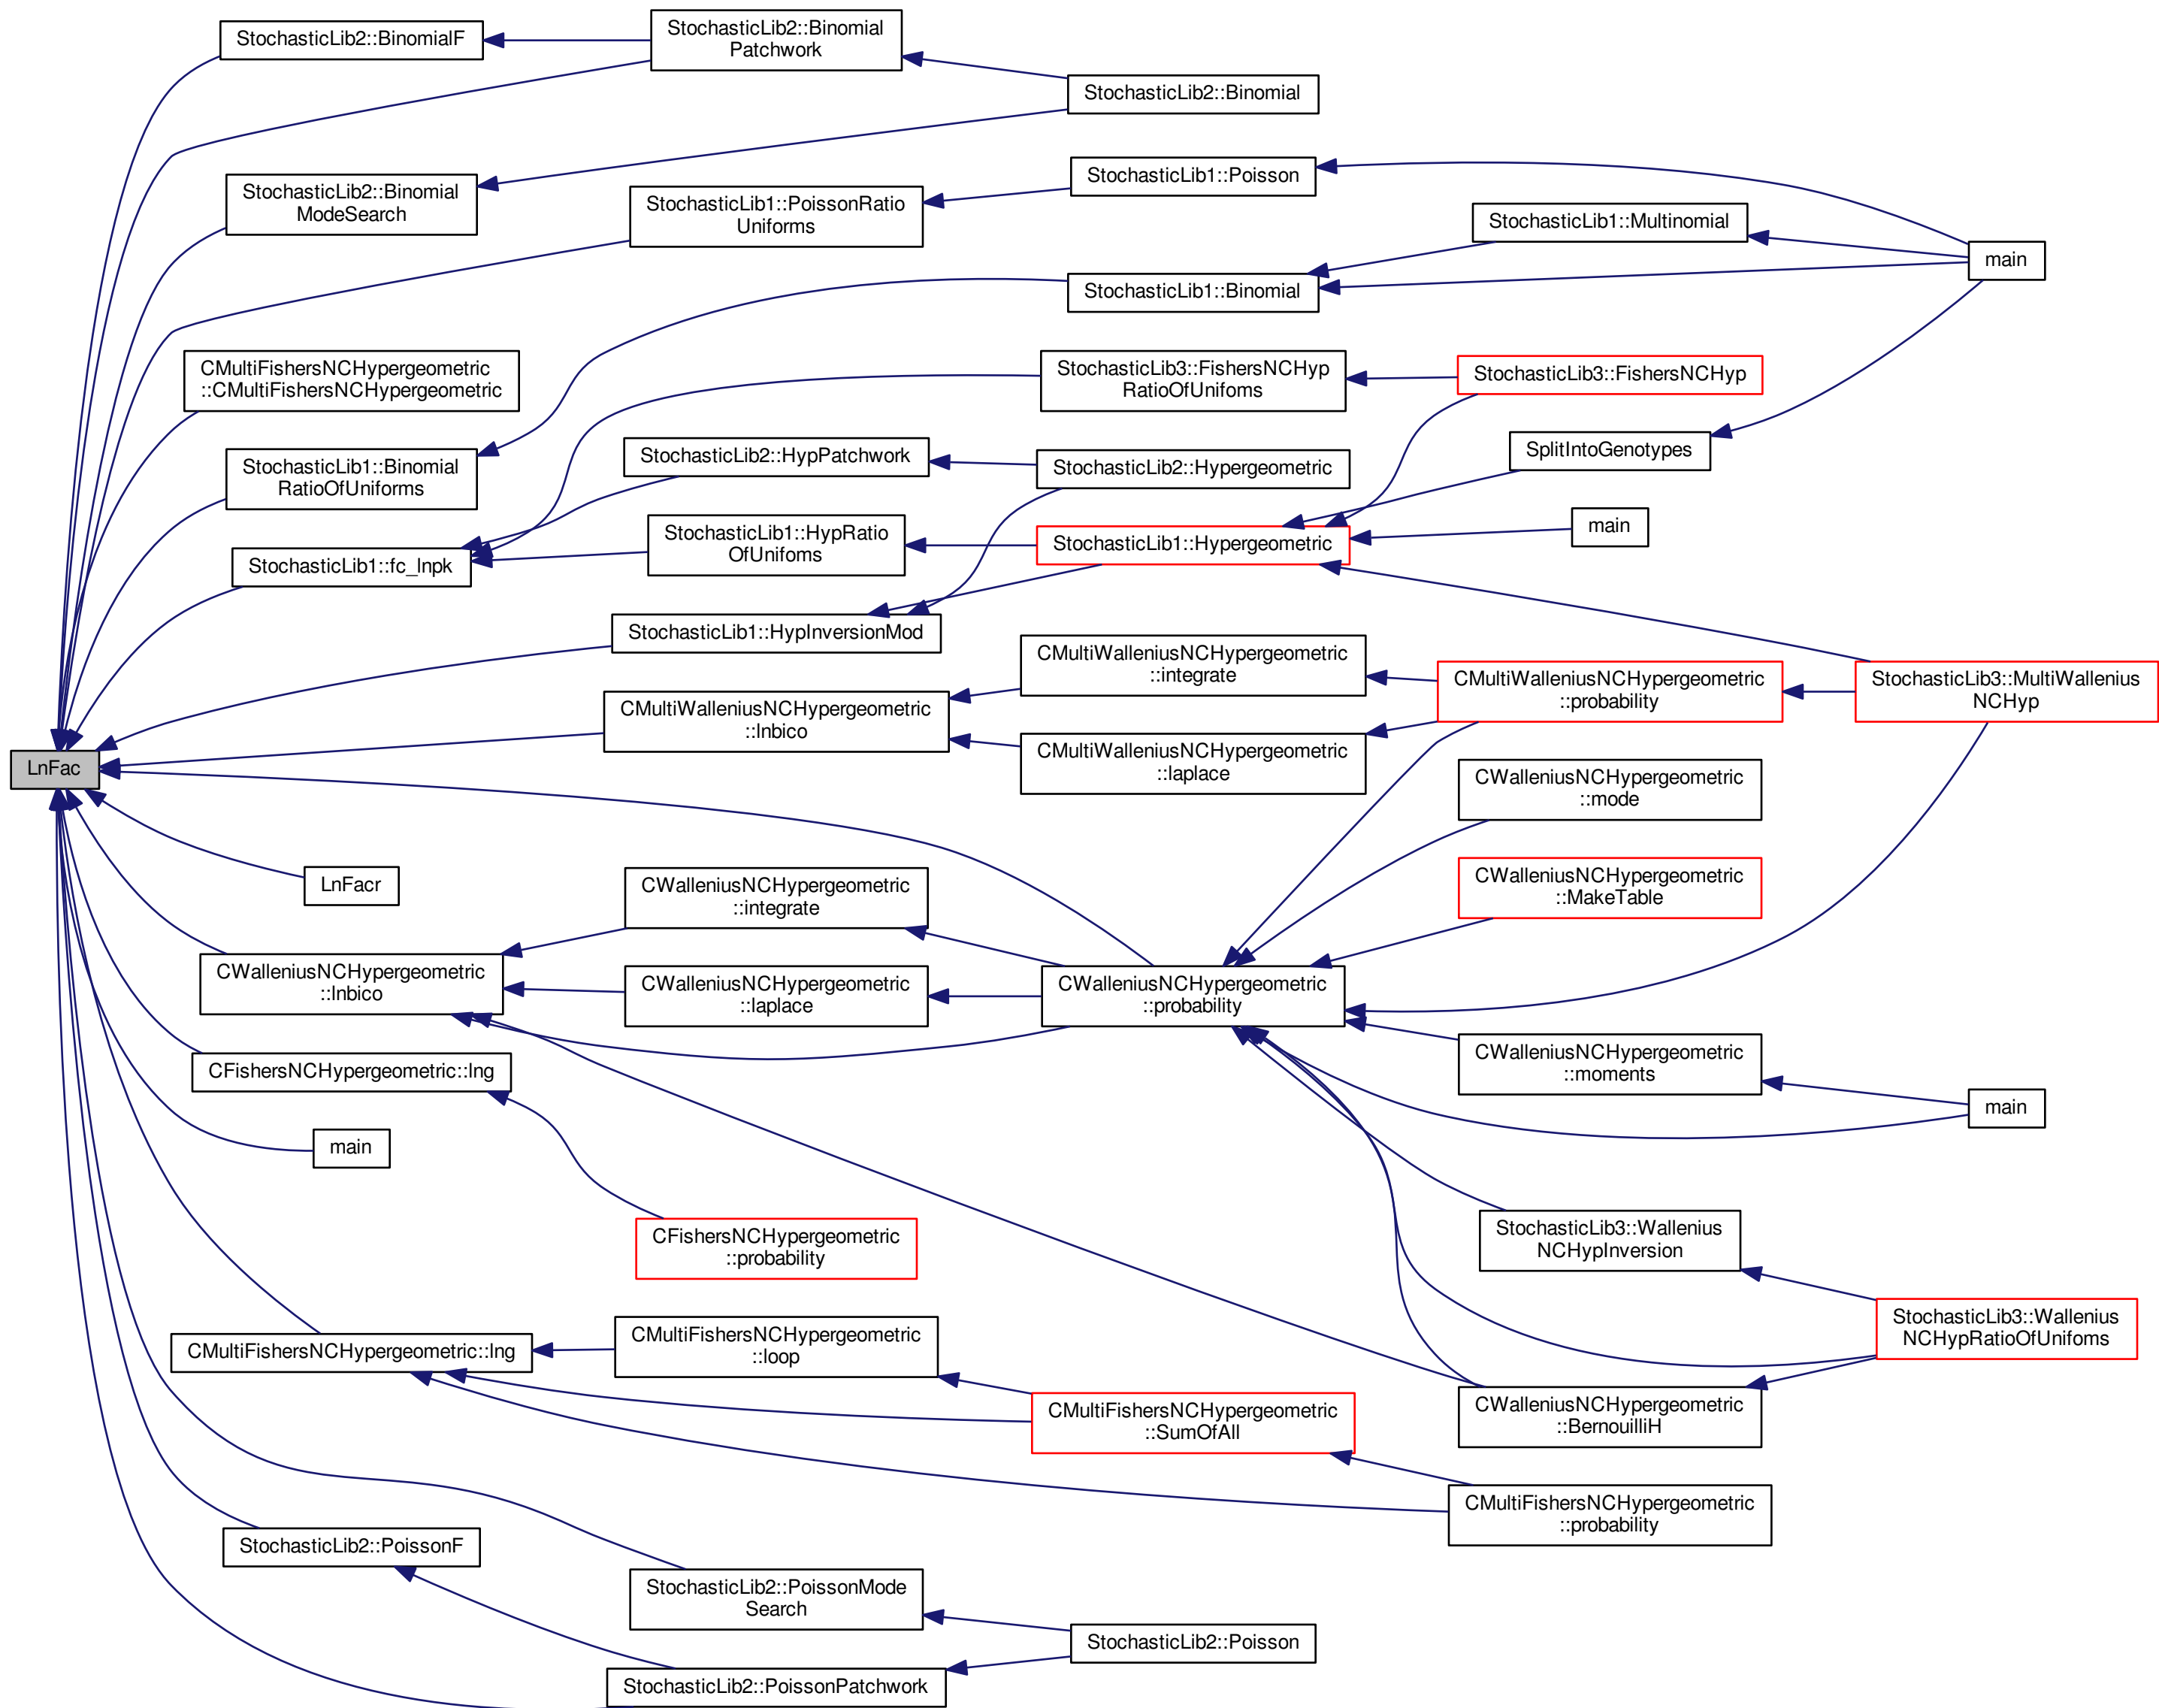 StochasticLib2::BinomialF
StochasticLib2::Binomial
Patchwork
StochasticLib2::Binomial
StochasticLib2::Binomial
ModeSearch
StochasticLib1::PoissonRatio
Uniforms
StochasticLib1::Poisson
StochasticLib1::Multinomial
main
StochasticLib1::Binomial
CMultiFishersNCHypergeometric
::CMultiFishersNCHypergeometric
StochasticLib3::FishersNCHyp
RatioOfUnifoms
StochasticLib3::FishersNCHyp
StochasticLib1::Binomial
RatioOfUniforms
StochasticLib2::HypPatchwork
StochasticLib2::Hypergeometric
SplitIntoGenotypes
StochasticLib1::fc_lnpk
StochasticLib1::HypRatio
OfUnifoms
StochasticLib1::Hypergeometric
main
StochasticLib1::HypInversionMod
CMultiWalleniusNCHypergeometric
::integrate
CMultiWalleniusNCHypergeometric
::lnbico
CMultiWalleniusNCHypergeometric
::probability
StochasticLib3::MultiWallenius
NCHyp
LnFac
CMultiWalleniusNCHypergeometric
::laplace
CWalleniusNCHypergeometric
::mode
LnFacr
CWalleniusNCHypergeometric
::integrate
CWalleniusNCHypergeometric
::MakeTable
CWalleniusNCHypergeometric
::lnbico
CWalleniusNCHypergeometric
::laplace
CWalleniusNCHypergeometric
::probability
CFishersNCHypergeometric::lng
CWalleniusNCHypergeometric
::moments
main
main
CFishersNCHypergeometric
::probability
StochasticLib3::Wallenius
NCHypInversion
StochasticLib3::Wallenius
NCHypRatioOfUnifoms
CMultiFishersNCHypergeometric::lng
CMultiFishersNCHypergeometric
::loop
CMultiFishersNCHypergeometric
::SumOfAll
CWalleniusNCHypergeometric
::BernouilliH
CMultiFishersNCHypergeometric
::probability
StochasticLib2::PoissonF
StochasticLib2::PoissonMode
Search
StochasticLib2::Poisson
StochasticLib2::PoissonPatchwork